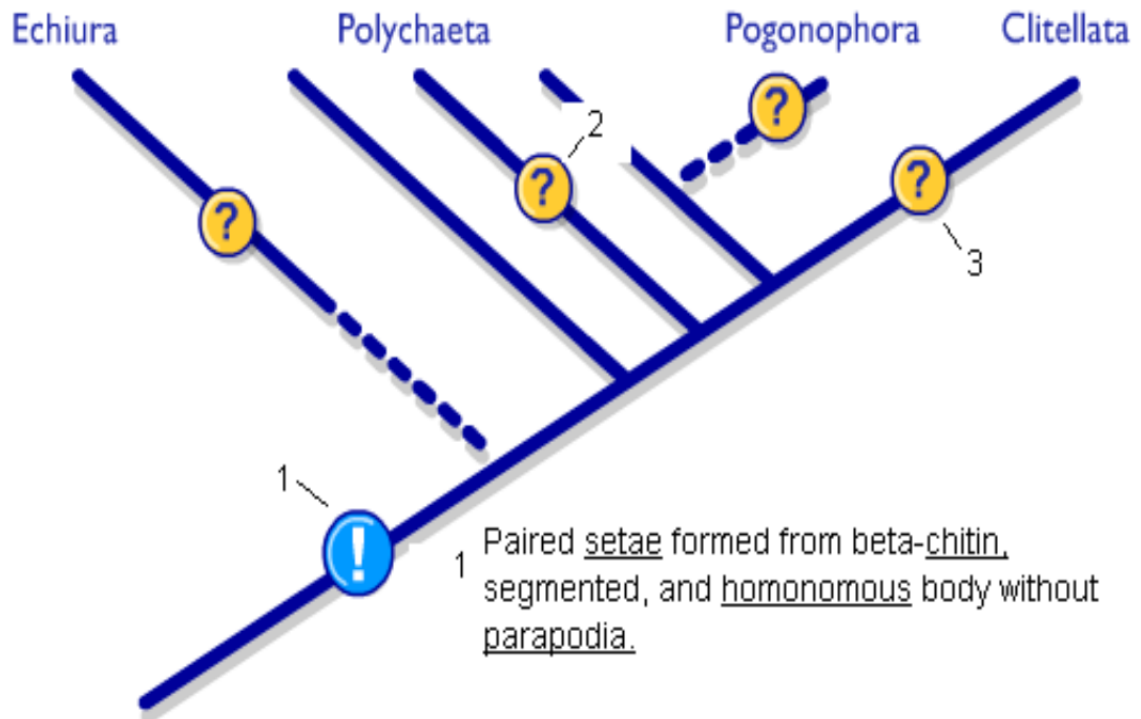 Echiura Polychaeta Pogonophora Clitellata
?
2
?
?
?
3
1
!
1 Paired setae formed from beta-chitin,
segmented, and homonomous body without
parapodia.